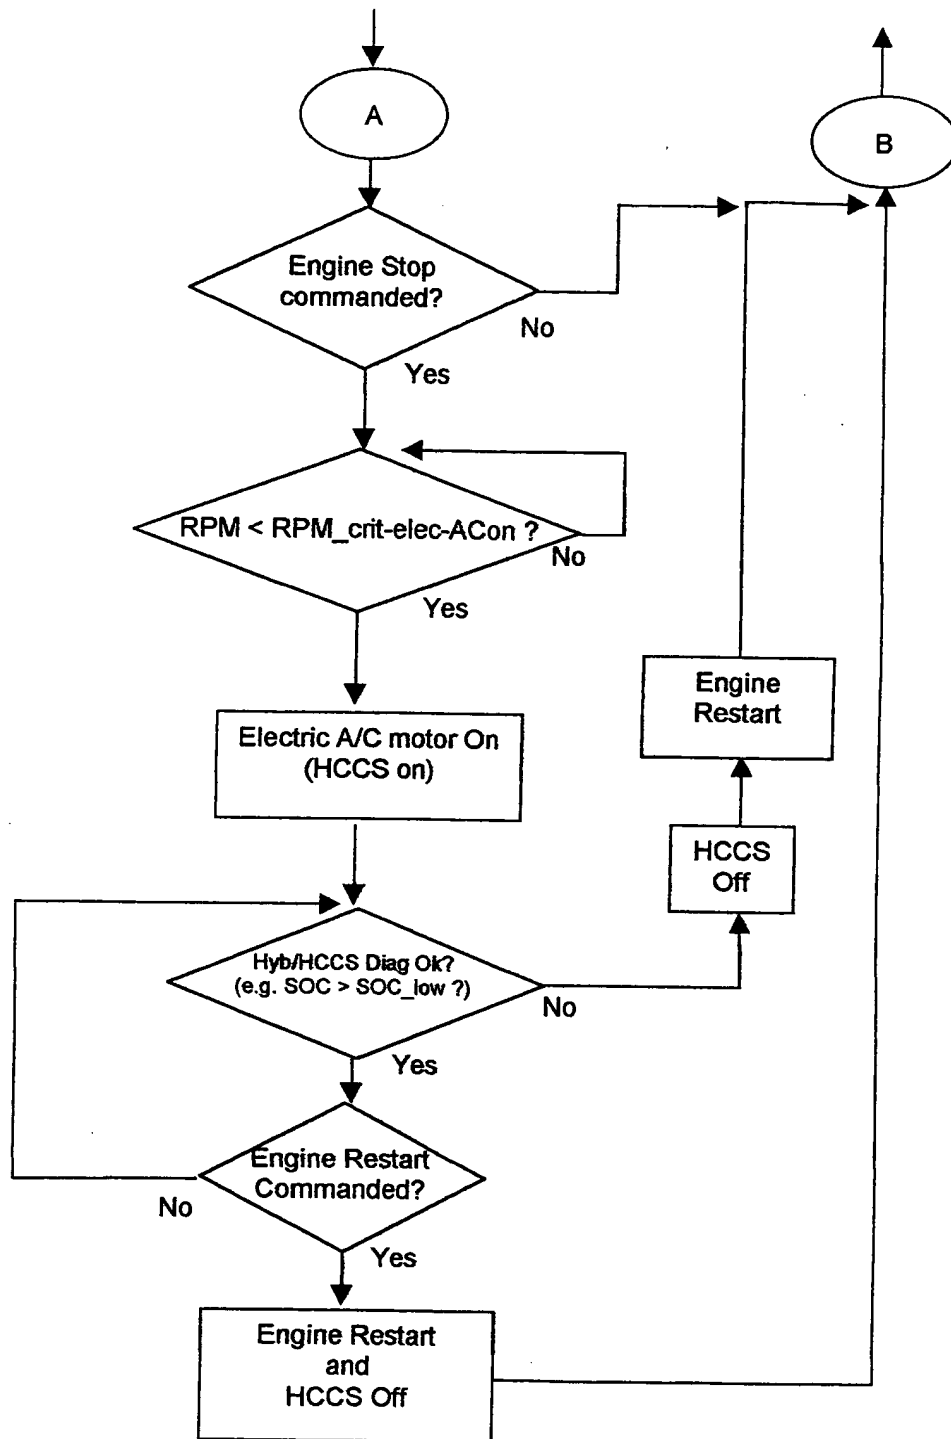 A
B
Engine Stop
commanded?
No
Yes
RPM < RPM_crit-elec-ACon ?
No
Yes
Engine
Restart
Electric A/C motor On
(HCCS on)
HCCS
Off
Hyb/HCCS Diag Ok?
(e.g. SOC > SOC_low ?)
No
Yes
Engine Restart
Commanded?
No
Yes
Engine Restart
and
HCCS Off